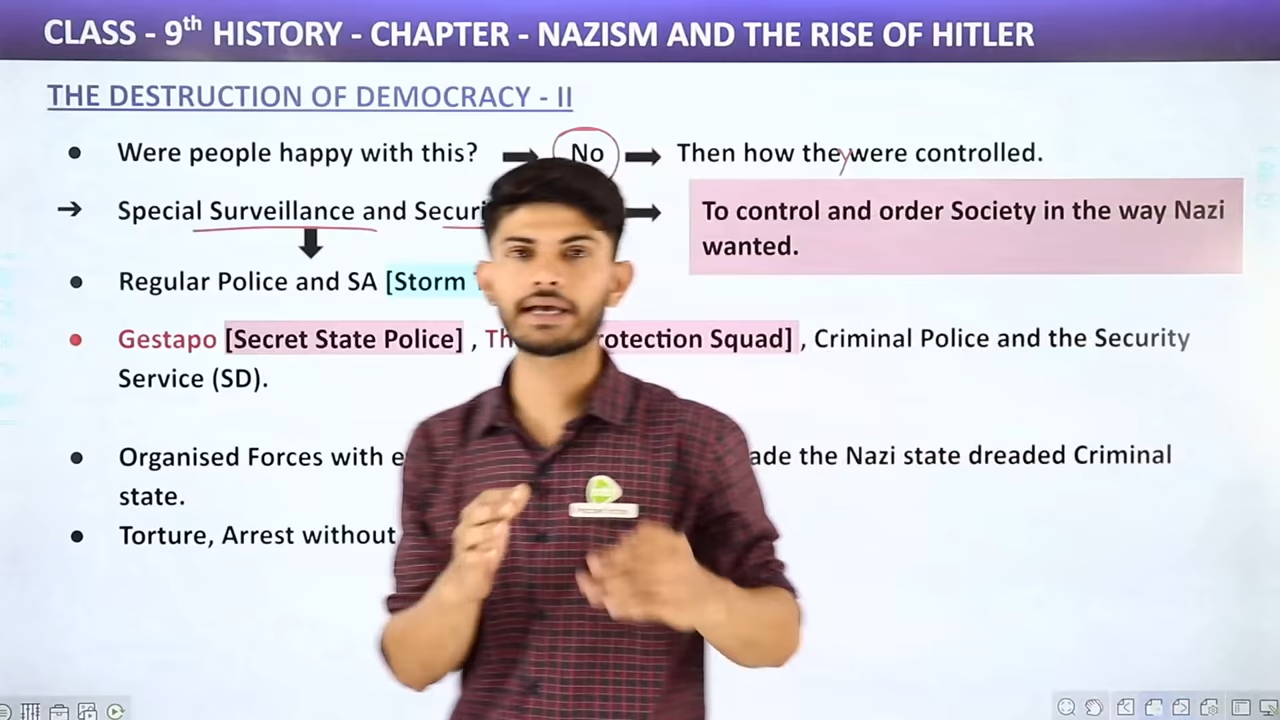 CLASS - 9th HISTORY - CHAPTER - NAZISM AND THE RISE OF HITLER
THE DESTRUCTION OF DEMOCRACY - II
● Were people happy with this? → No → Then how they were controlled.
→ Special Surveillance and Securi → To control and order Society in the way Nazi
wanted.
● Regular Police and SA [Storm
● Gestapo [Secret State Police] , Th otection Squad] , Criminal Police and the Security
Service (SD).
● Organised Forces with e ade the Nazi state dreaded Criminal
state.
● Torture, Arrest without